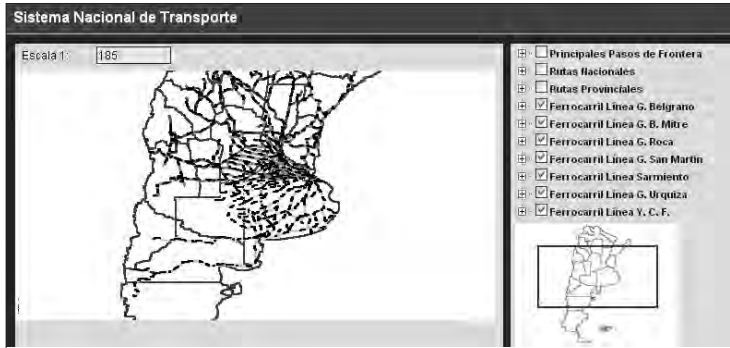 Sistema Nacional de Transporte
Escala 1: 185
Principales Pasos de Frontera
Rutas Nacionales
Rutas Provinciales
Ferrocarril Línea G. Belgrano
Ferrocarril Línea G. B. Mitre
Ferrocarril Línea G. Roca
Ferrocarril Línea G. San Martín
Ferrocarril Línea Sarmiento
Ferrocarril Línea G. Urquiza
Ferrocarril Línea Y. C. F.